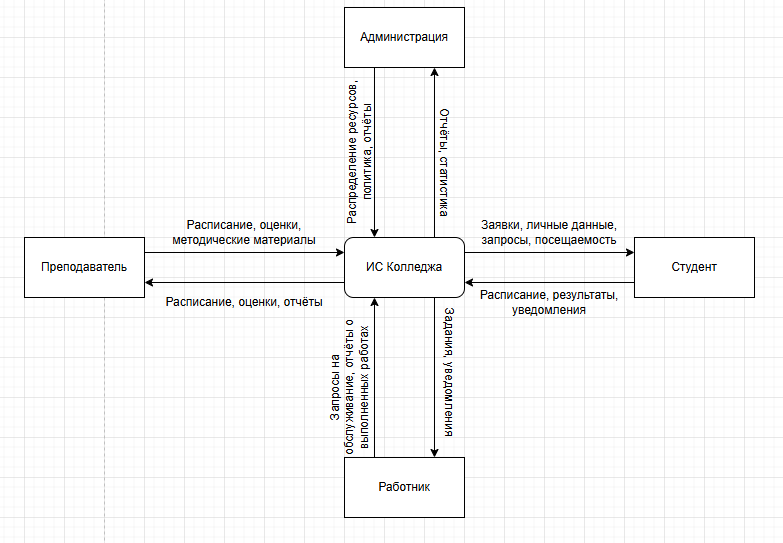 Администрация
Распределение ресурсов,
политика, отчёты
Отчёты, статистика
Расписание, оценки,
методические материалы
Заявки, личные данные,
запросы, посещаемость
Преподаватель
ИС Колледжа
Студент
Расписание, оценки, отчёты
Расписание, результаты,
уведомления
Запросы на
обслуживание, отчёты о
выполненных работах
Задания, уведомления
Работник